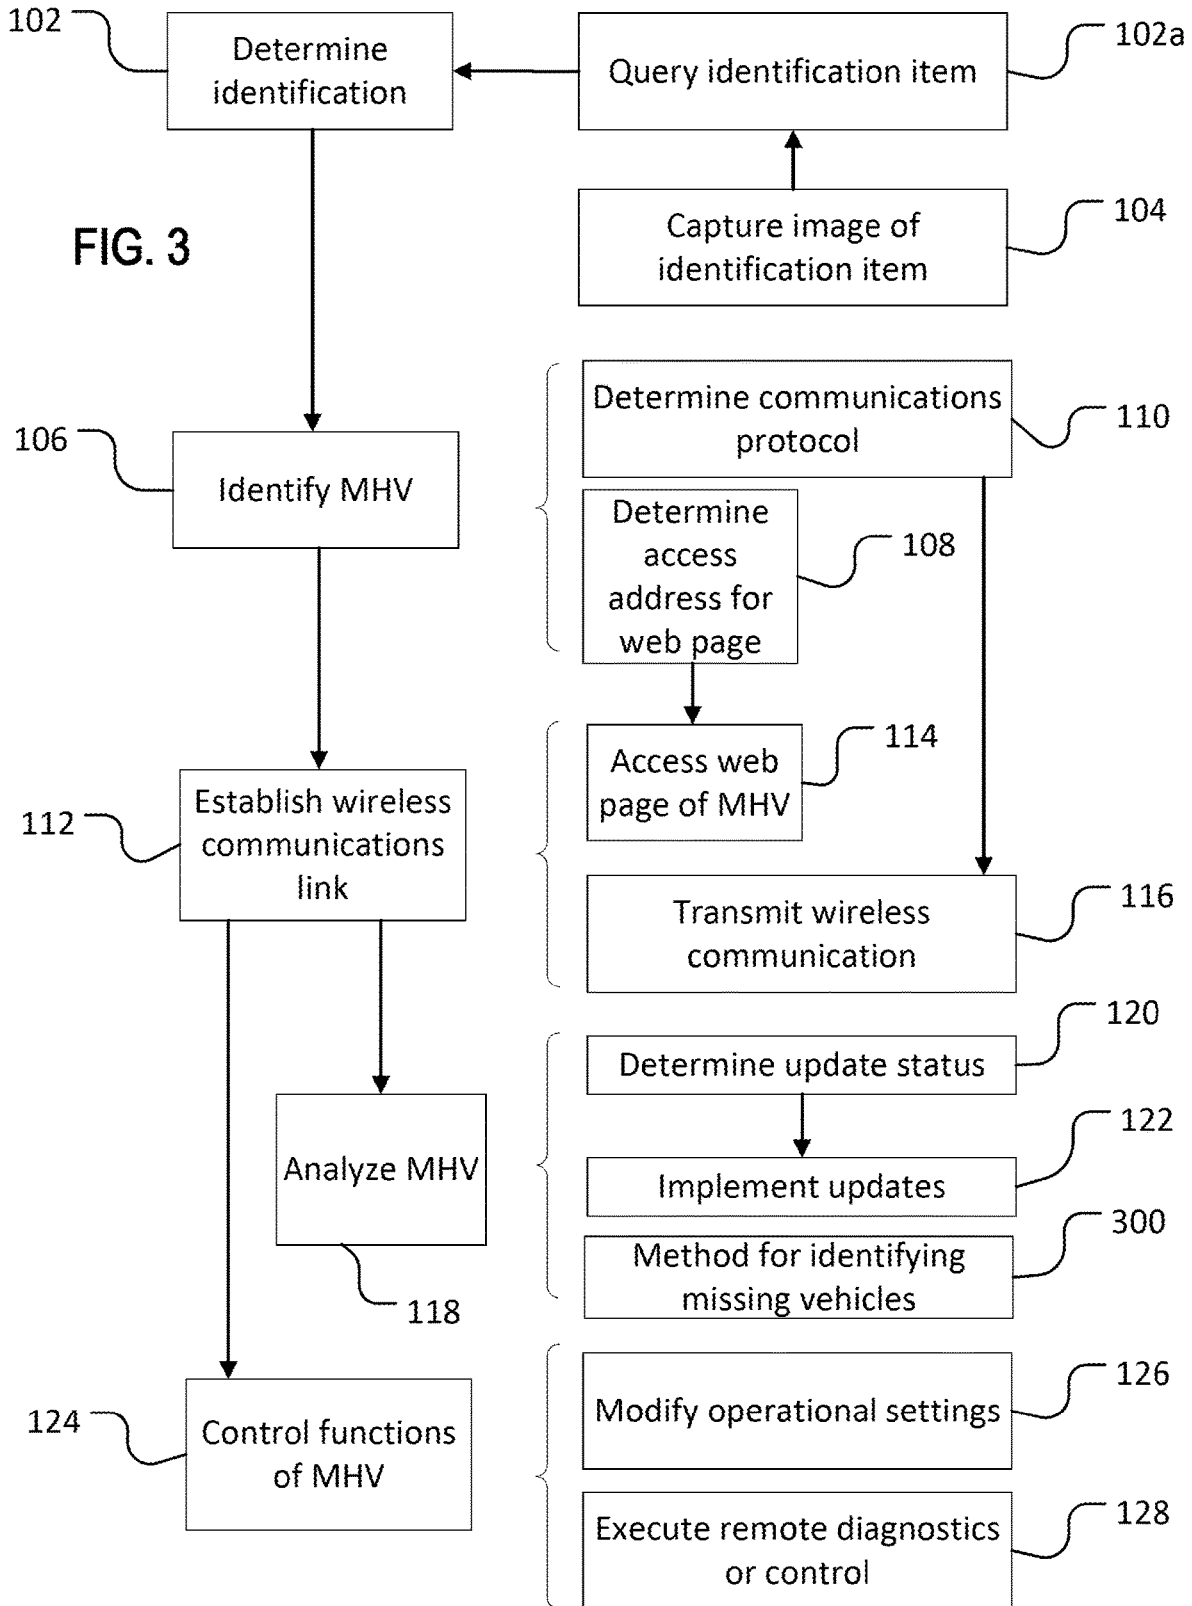 102
Determine
identification
Query identification item
102a
FIG. 3
Capture image of
identification item
104
106
Identify MHV
Determine communications
protocol
110
Determine
access
address for
web page
108
112
Establish wireless
communications
link
Access web
page of MHV
114
Transmit wireless
communication
116
Analyze MHV
118
Determine update status
120
Implement updates
122
Method for identifying
missing vehicles
300
124
Control functions
of MHV
Modify operational settings
126
Execute remote diagnostics
or control
128